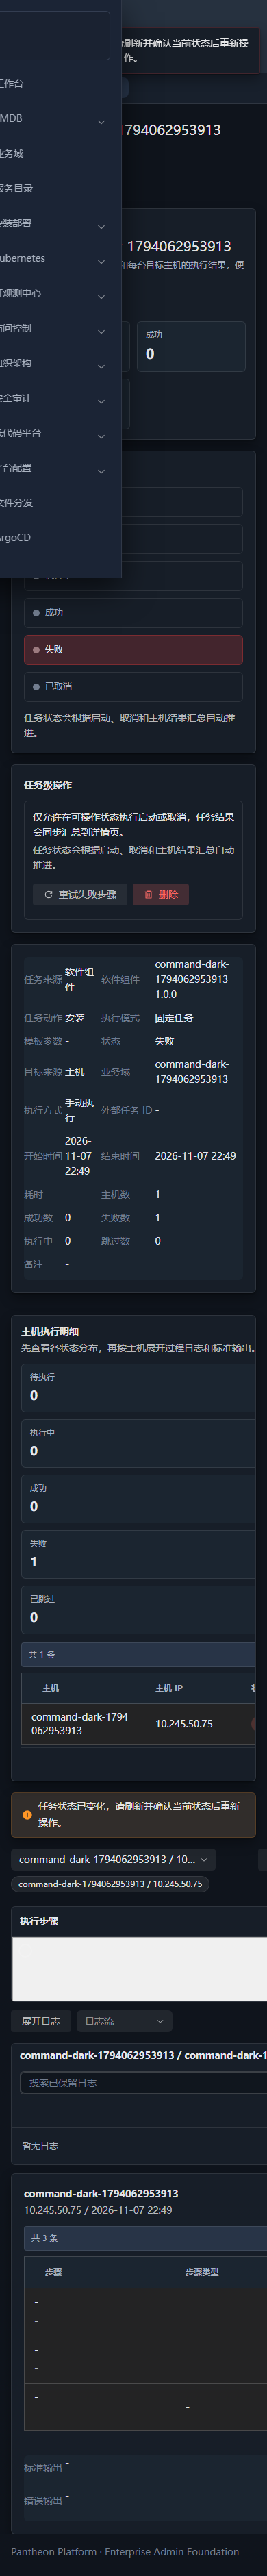 请刷新并确认当前状态后重新操
作。
工作台
MDB
业务域
服务目录
安装部署
ubernetes
可观测中心
访问控制
组织架构
安全审计
低代码平台
平台配置
文件分发
ArgoCD
1794062953913
-1794062953913
和每台目标主机的执行结果，便
成功
0
成功
失败
已取消
任务状态会根据启动、取消和主机结果汇总自动推
进。
任务级操作
仅允许在可操作状态执行启动或取消，任务结果
会同步汇总到详情页。
任务状态会根据启动、取消和主机结果汇总自动
推进。
重试失败步骤 删除
任务来源 软件组件 软件组件 command-dark-1794062953913 1.0.0
任务动作 安装 执行模式 固定任务
模板参数 - 状态 失败
目标来源 主机 业务域 command-dark-1794062953913
执行方式 手动执行 外部任务 ID -
开始时间 2026-11-07 22:49 结束时间 2026-11-07 22:49
耗时 - 主机数 1
成功数 0 失败数 1
执行中 0 跳过数 0
备注 -
主机执行明细
先查看各状态分布，再按主机展开过程日志和标准输出。
待执行
0
执行中
0
成功
0
失败
1
已跳过
0
共 1 条
主机 主机 IP
command-dark-1794062953913 10.245.50.75
任务状态已变化，请刷新并确认当前状态后重新
操作。
command-dark-1794062953913 / 10...
command-dark-1794062953913 / 10.245.50.75
执行步骤
展开日志 日志流
command-dark-1794062953913 / command-dark-1
搜索已保留日志
暂无日志
command-dark-1794062953913
10.245.50.75 / 2026-11-07 22:49
共 3 条
步骤 步骤类型
-
- -
-
- -
-
- -
标准输出 -
错误输出 -
Pantheon Platform · Enterprise Admin Foundation